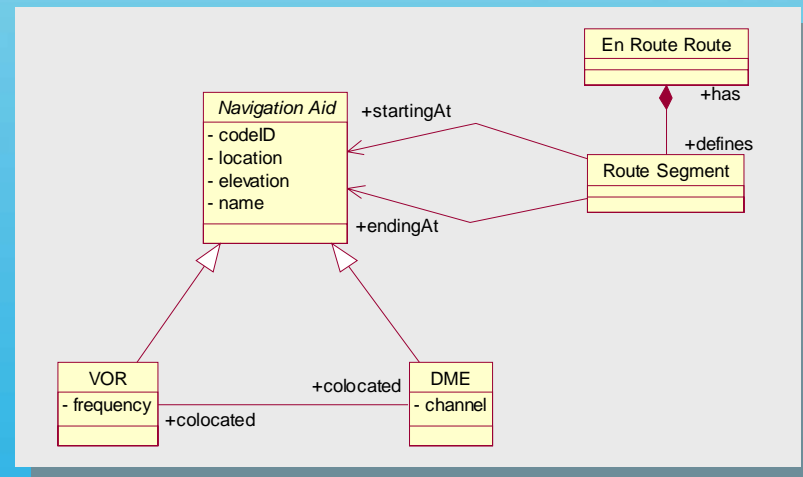 En Route Route
+has
+defines
Route Segment
Navigation Aid
- codeID
- location
- elevation
- name
+startingAt
+endingAt
VOR
- frequency
+colocated
+colocated
DME
- channel